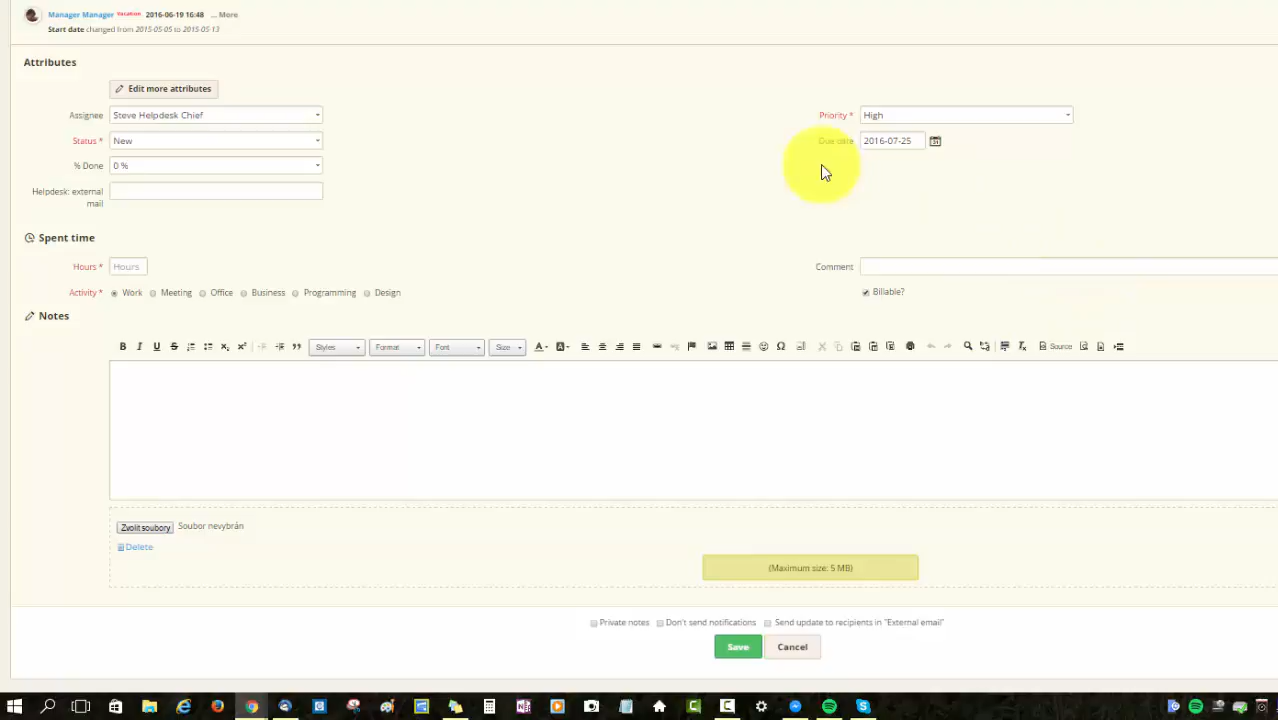 Manager Manager Vacation 2016-06-19 16:48 ... More
Start date changed from 2015-05-05 to 2015-05-13
Attributes
Edit more attributes
Assignee Steve Helpdesk Chief Priority * High
Status * New Due date 2016-07-25
% Done 0 %
Helpdesk: external
mail
Spent time
Hours * Hours Comment
Activity * Work Meeting Office Business Programming Design Billable?
Notes
B I U S Styles Format Font Size Source
Zvolit soubory Soubor nevybrán
Delete
(Maximum size: 5 MB)
Private notes Don't send notifications Send update to recipients in "External email"
Save Cancel